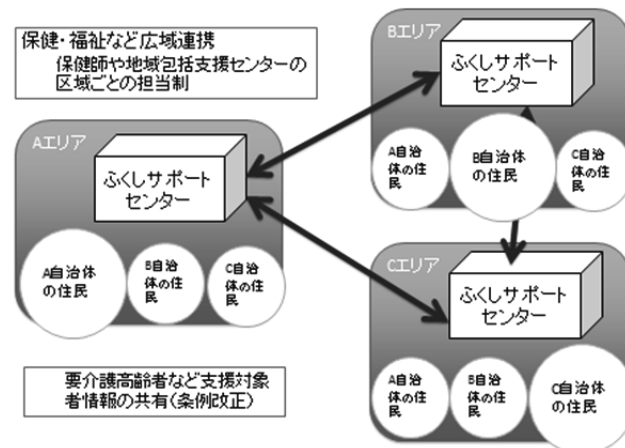 保健・福祉など広域連携
保健師や地域包括支援センターの
区域ごとの担当制
Aエリア
ふくしサポート
センター
A自治体
の住民
B自治
体の住
民
C自治
体の住
民
Bエリア
ふくしサポート
センター
A自治
体の住
民
B自治体
の住民
C自治
体の住
民
Cエリア
ふくしサポート
センター
A自治
体の住
民
B自治
体の住
民
C自治体
の住民
要介護高齢者など支援対象
者情報の共有(条例改正)